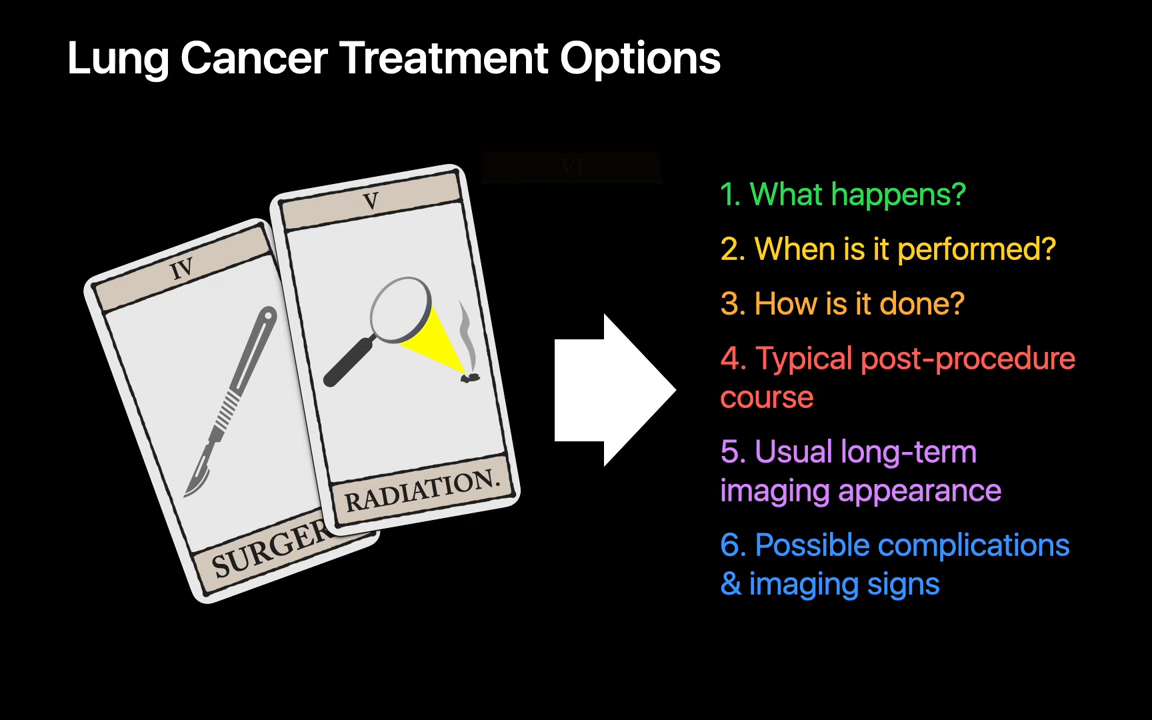 Lung Cancer Treatment Options
IV
SURGER
V
RADIATION.
VI
1. What happens?
2. When is it performed?
3. How is it done?
4. Typical post-procedure
course
5. Usual long-term
imaging appearance
6. Possible complications
& imaging signs